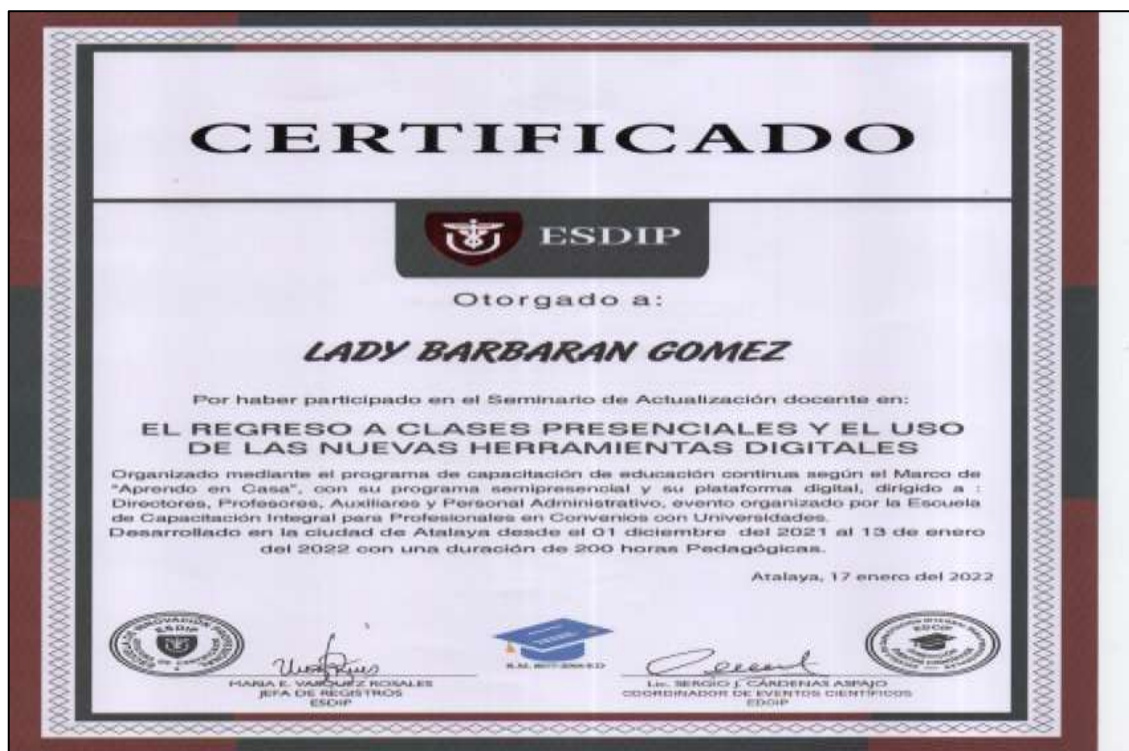 CERTIFICADO
ESDIP
Otorgado a:
LADY BARBARAN GOMEZ
Por haber participado en el Seminario de Actualización docente en:
EL REGRESO A CLASES PRESENCIALES Y EL USO
DE LAS NUEVAS HERRAMIENTAS DIGITALES
Organizado mediante el programa de capacitación de educación continua según el Marco de
"Aprendo en Casa", con su programa semipresencial y su plataforma digital, dirigido a :
Directores, Profesores, Auxiliares y Personal Administrativo, evento organizado por la Escuela
de Capacitación Integral para Profesionales en Convenios con Universidades.
Desarrollado en la ciudad de Atalaya desde el 01 diciembre del 2021 al 13 de enero
del 2022 con una duración de 200 horas Pedagógicas.
Atalaya, 17 enero del 2022
ESDIP
EDCIP
MARIA E. VASQUEZ ROSALES
JEFA DE REGISTROS
ESDIP
R.M.
Lic. SERGIO J. CÁRDENAS ASPAJO
COORDINADOR DE EVENTOS CIENTÍFICOS
EDCIP